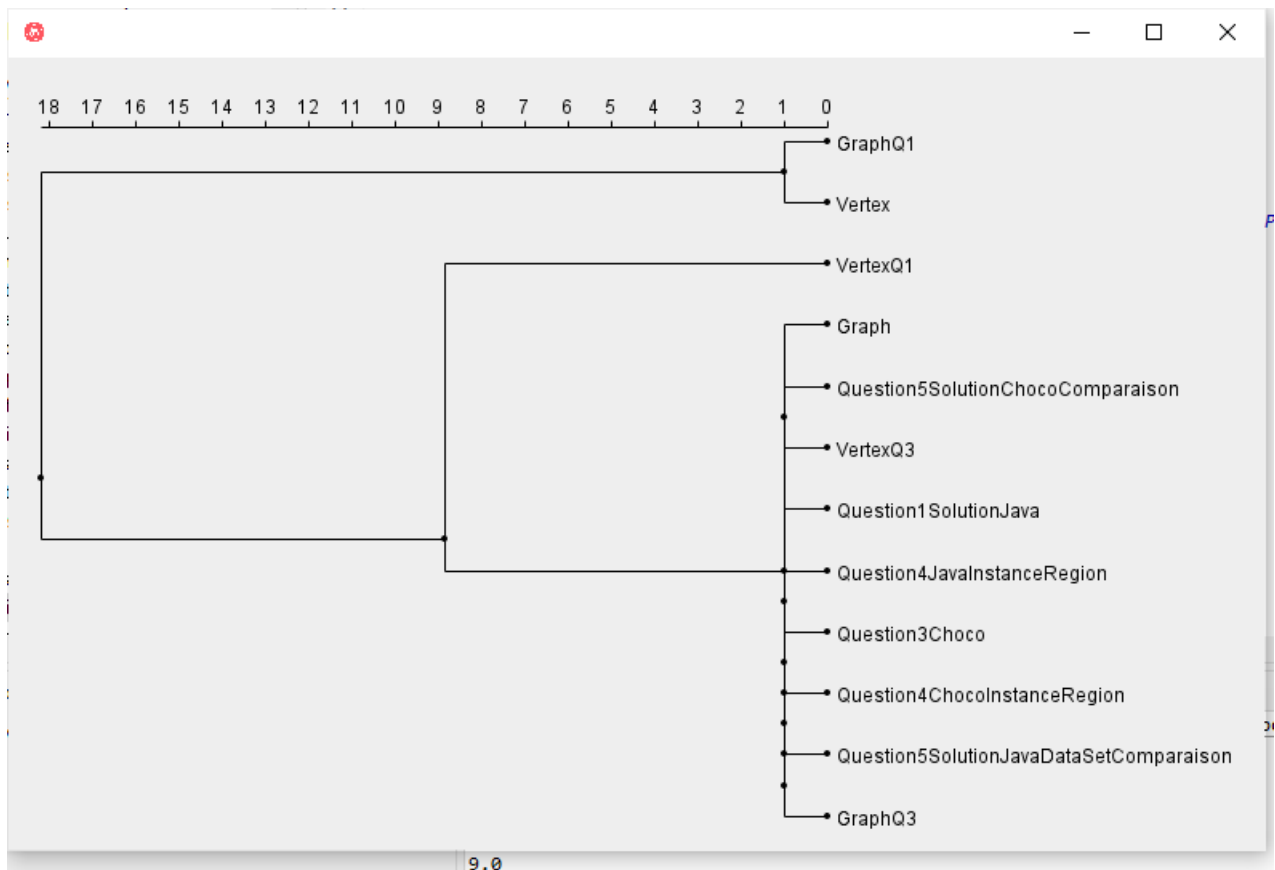 18 17 16 15 14 13 12 11 10 9 8 7 6 5 4 3 2 1 0
GraphQ1
Vertex
P
VertexQ1
Graph
Question5SolutionChocoComparaison
VertexQ3
Question1SolutionJava
Question4JavaInstanceRegion
Question3Choco
Question4ChocoInstanceRegion
Question5SolutionJavaDataSetComparaison
GraphQ3
9.0